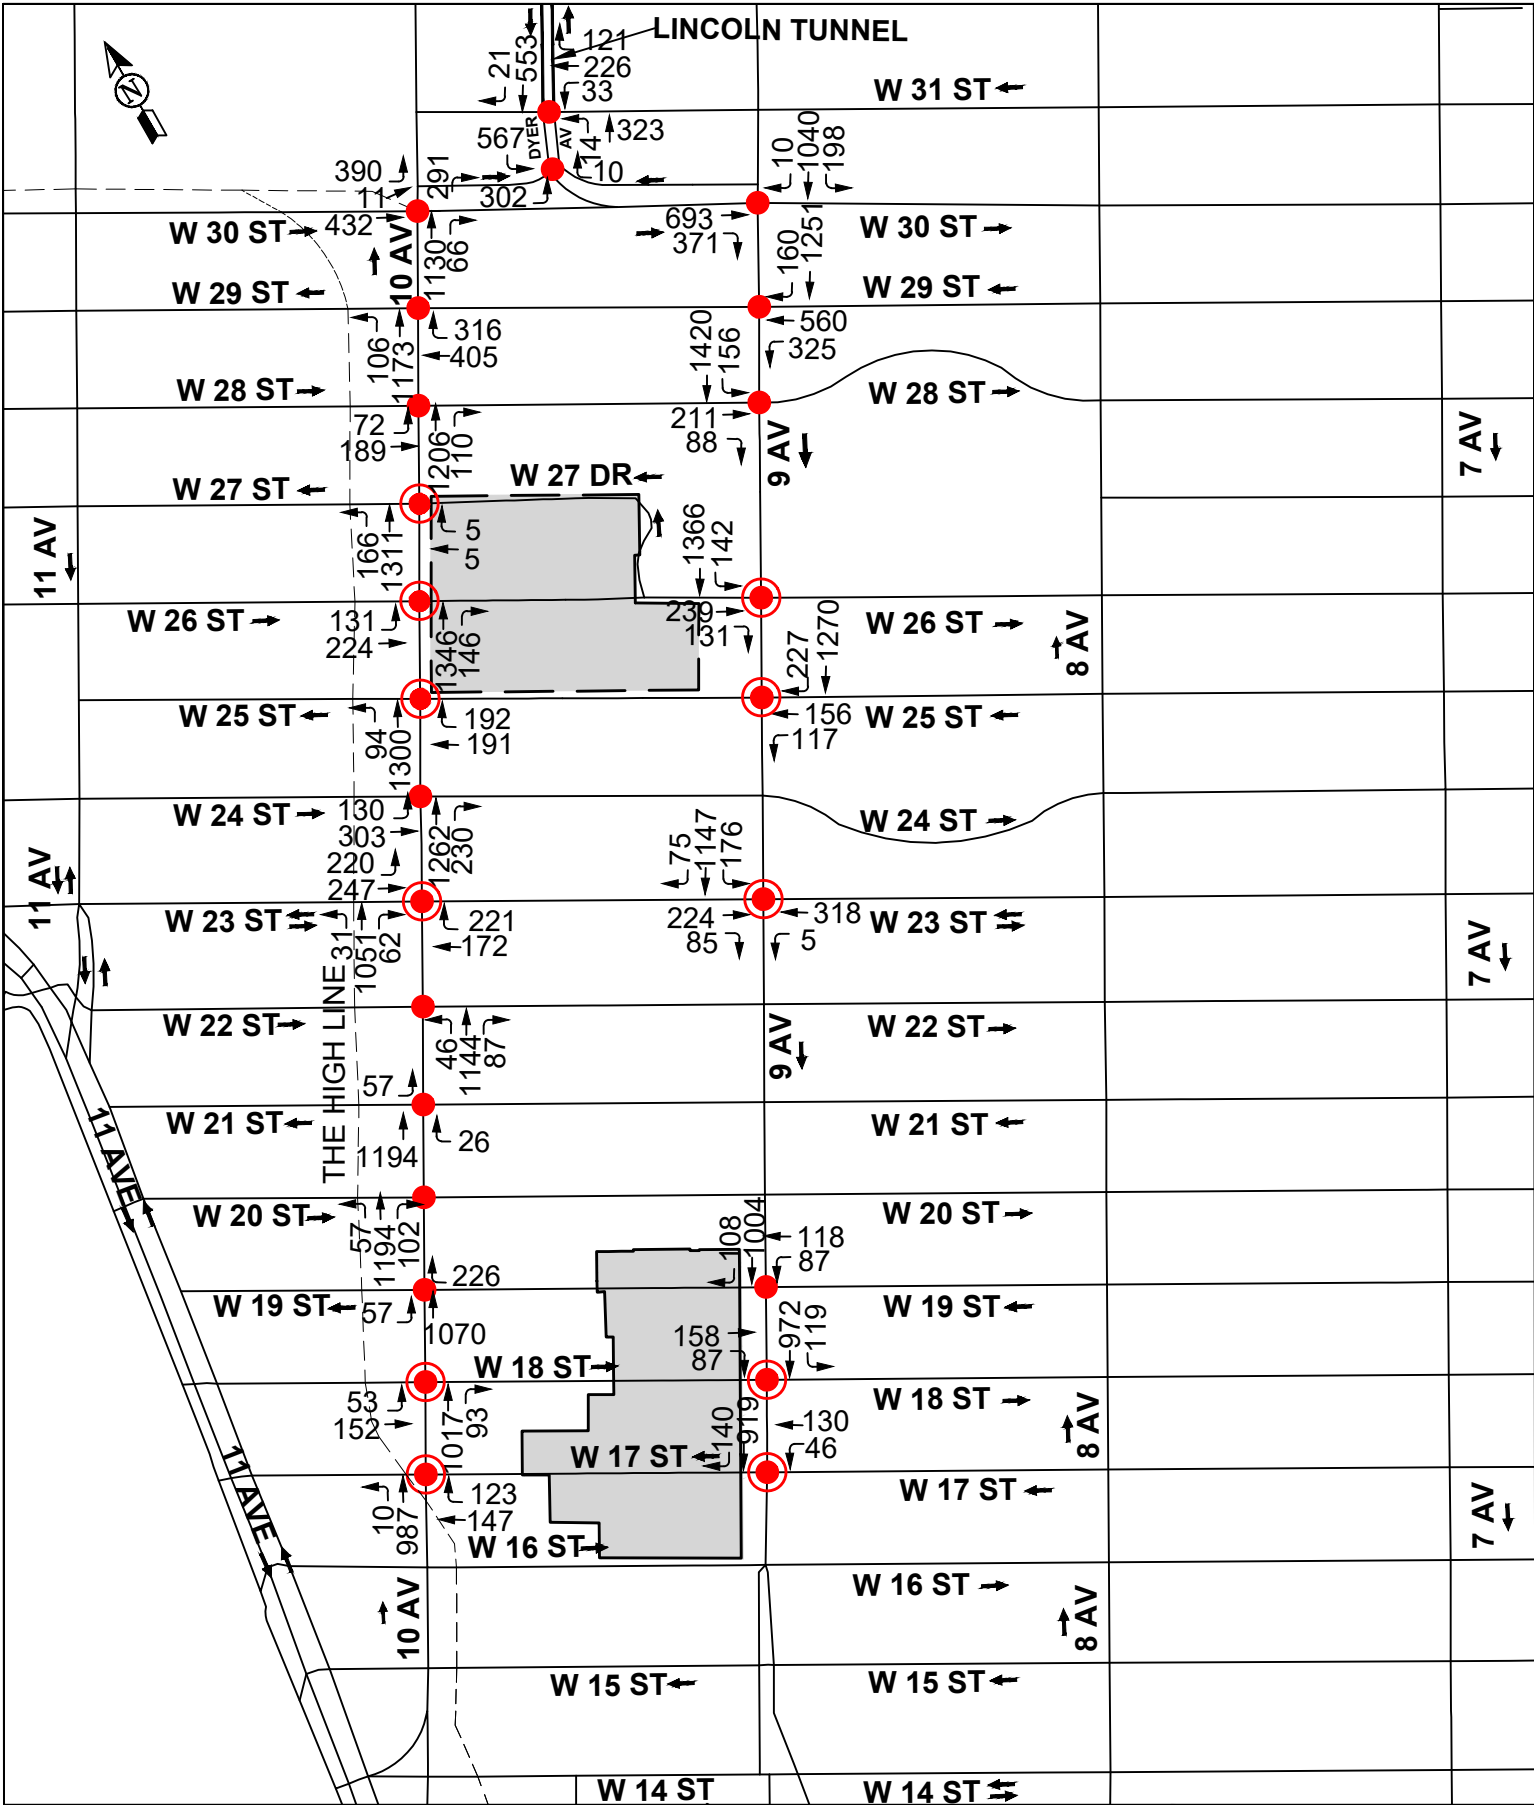 LINCOLN TUNNEL
21
553
121
226
33
W 31 ST
N
DYER
AV
567
14
323
10
302
10
1040
198
390
11
432
291
W 30 ST
10 AV
1130
66
693
371
160
1251
W 30 ST
W 29 ST
316
405
106
1173
W 29 ST
560
325
1420
156
W 28 ST
72
189
1206
110
211
88
W 28 ST
9 AV
7 AV
W 27 DR
W 27 ST
5
5
166
1311
1366
142
11 AV
W 26 ST
131
224
1346
146
239
131
227
1270
W 26 ST
8 AV
W 25 ST
192
191
94
1300
156
117
W 25 ST
W 24 ST
130
303
220
247
1262
230
75
1147
176
W 24 ST
11 AV
W 23 ST
31
1051
62
221
172
224
85
318
5
W 23 ST
7 AV
THE HIGH LINE
W 22 ST
46
1144
87
9 AV
W 22 ST
57
11 AVE
W 21 ST
1194
26
W 21 ST
W 20 ST
57
1194
102
108
1004
118
87
W 20 ST
226
W 19 ST
57
1070
158
87
972
119
W 19 ST
W 18 ST
53
152
1017
93
140
919
130
46
W 18 ST
8 AV
11 AVE
W 17 ST
123
147
10
987
W 17 ST
7 AV
W 16 ST
10 AV
W 16 ST
8 AV
W 15 ST
W 15 ST
W 14 ST
W 14 ST